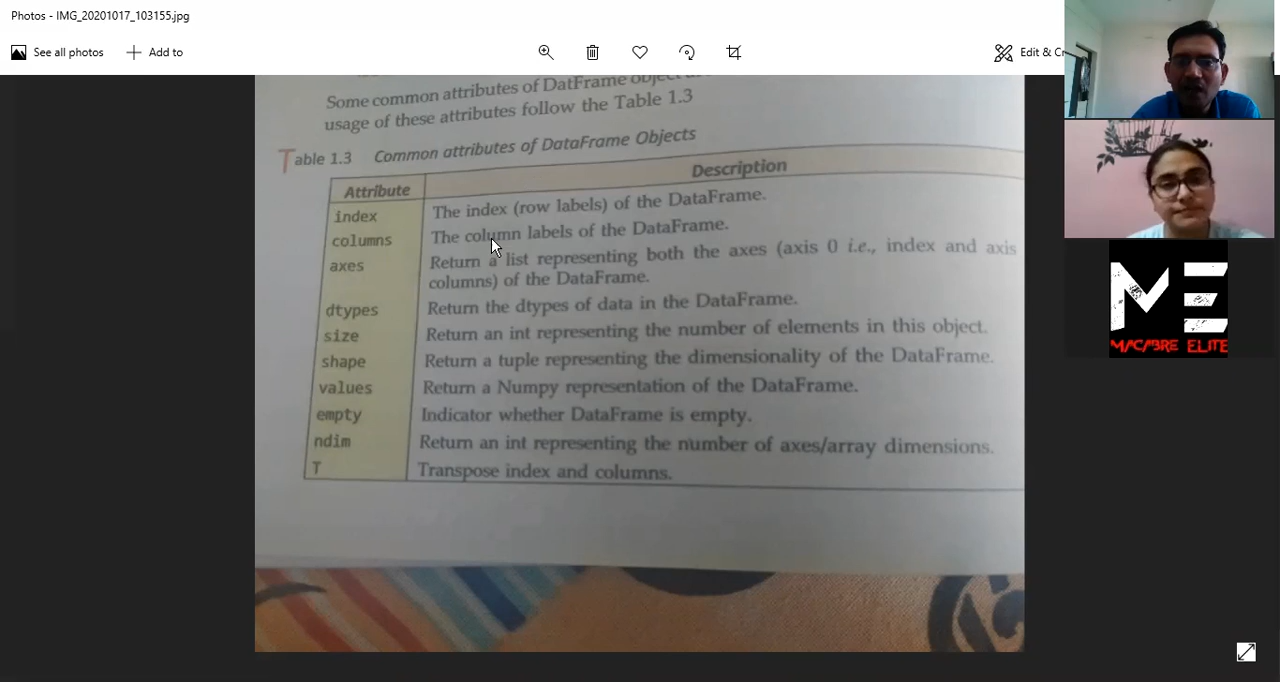 Photos - IMG_20201017_103155.jpg
See all photos
Add to
Edit & Cr
Some common attributes of DatFrame object
usage of these attributes follow the Table 1.3
Table 1.3 Common attributes of DataFrame Objects
Attribute Description
index The index (row labels) of the DataFrame.
columns The column labels of the DataFrame.
axes Return a list representing both the axes (axis 0 i.e., index and axis
columns) of the DataFrame.
dtypes Return the dtypes of data in the DataFrame.
size Return an int representing the number of elements in this object.
shape Return a tuple representing the dimensionality of the DataFrame.
values Return a Numpy representation of the DataFrame.
empty Indicator whether DataFrame is empty.
ndim Return an int representing the number of axes/array dimensions.
T Transpose index and columns.
ME
MACABRE ELITE